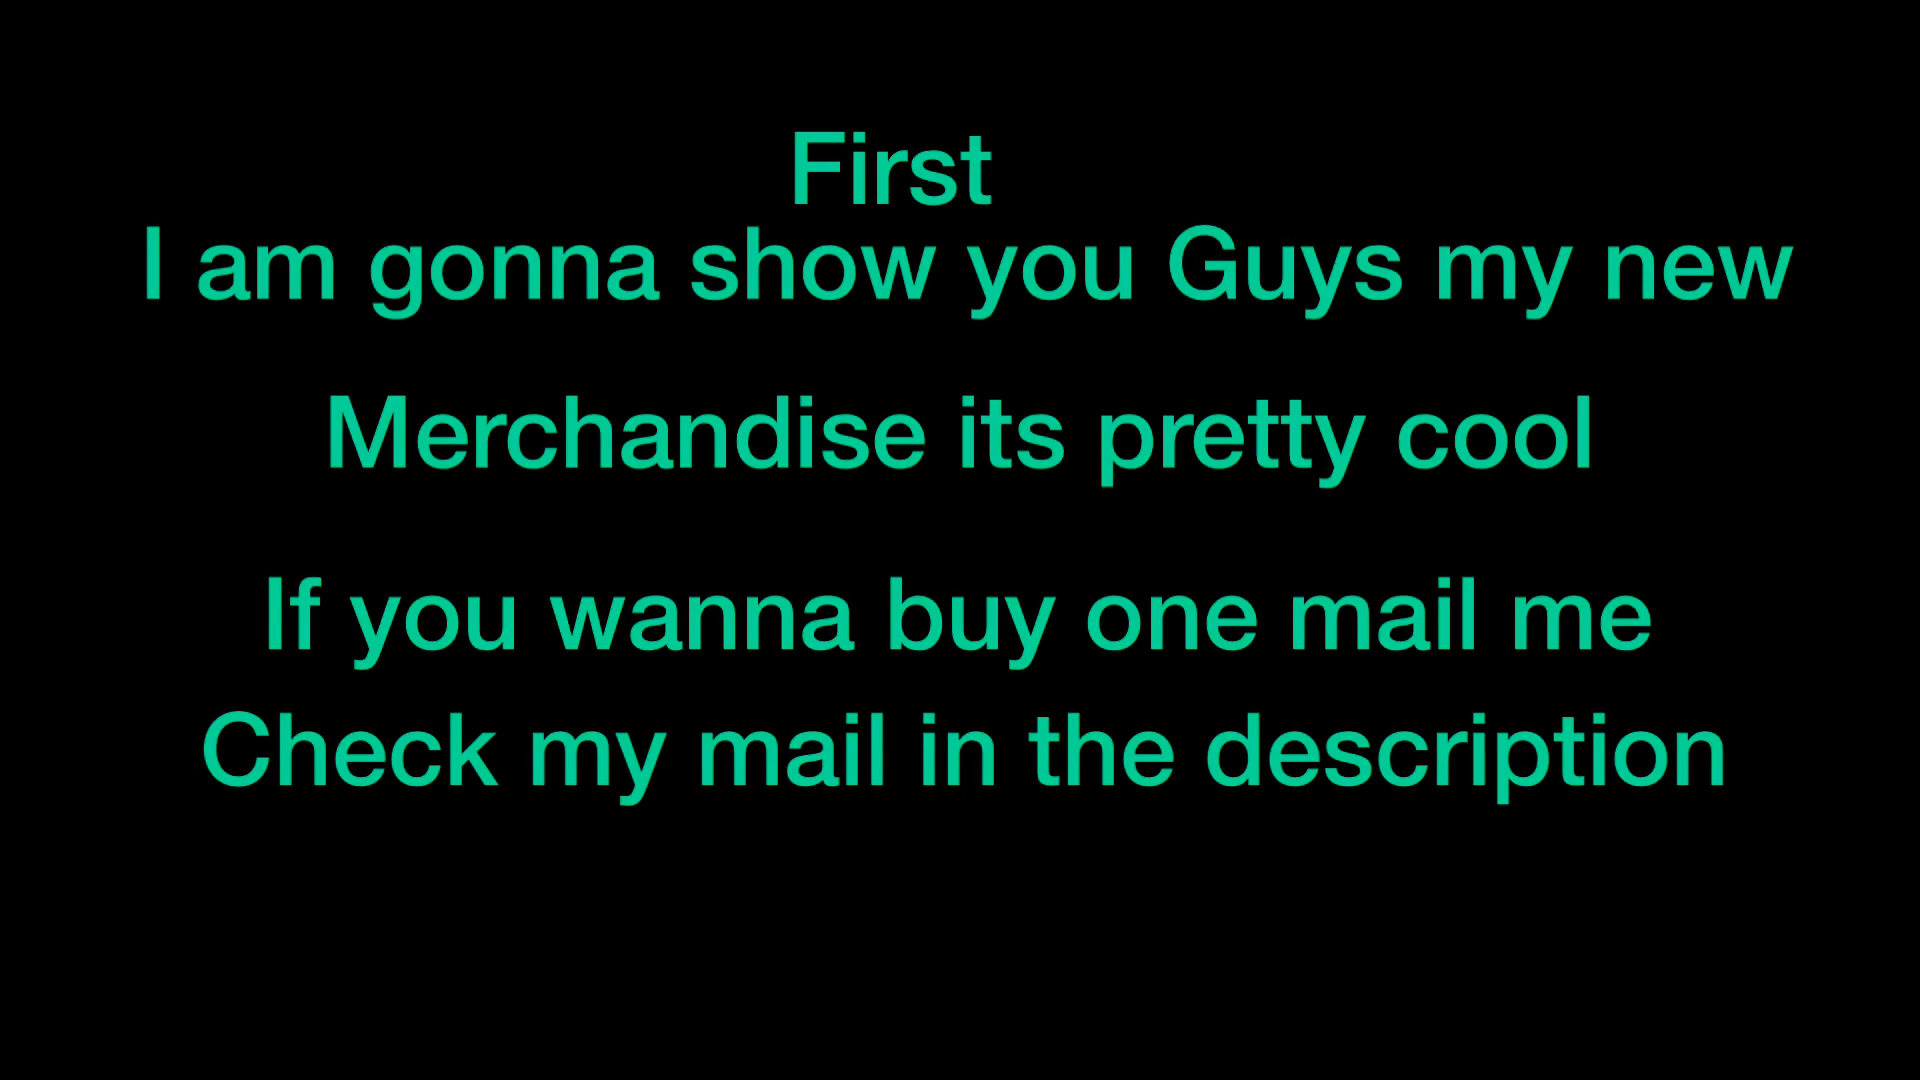 First
I am gonna show you Guys my new
Merchandise its pretty cool
If you wanna buy one mail me
Check my mail in the description